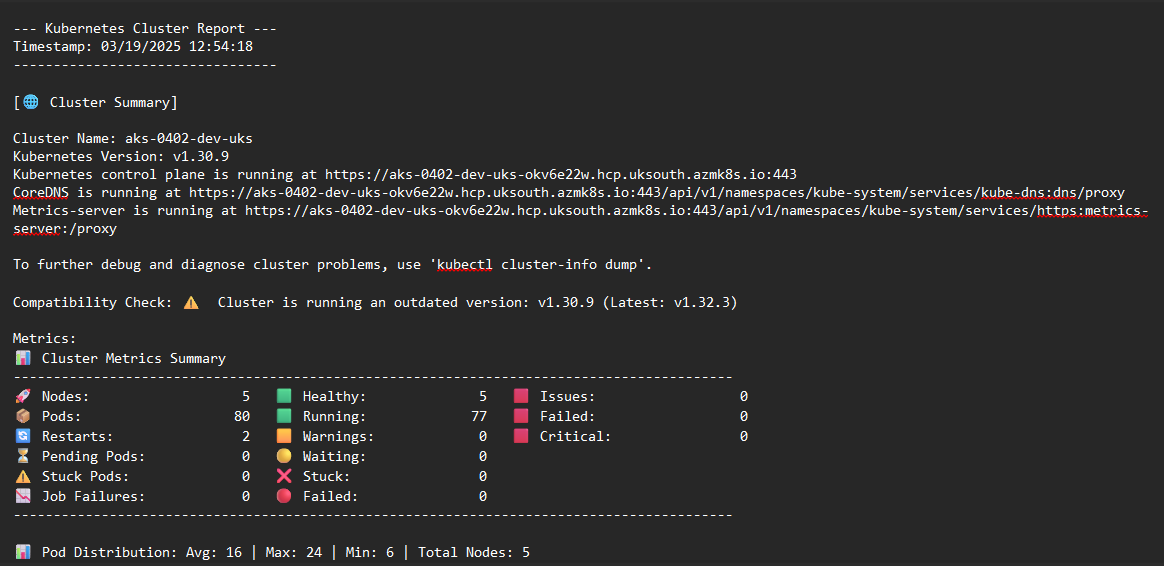 --- Kubernetes Cluster Report ---
Timestamp: 03/19/2025 12:54:18
---------------------------------
[🌐 Cluster Summary]
Cluster Name: aks-0402-dev-uks
Kubernetes Version: v1.30.9
Kubernetes control plane is running at https://aks-0402-dev-uks-okv6e22w.hcp.uksouth.azmk8s.io:443
CoreDNS is running at https://aks-0402-dev-uks-okv6e22w.hcp.uksouth.azmk8s.io:443/api/v1/namespaces/kube-system/services/kube-dns:dns/proxy
Metrics-server is running at https://aks-0402-dev-uks-okv6e22w.hcp.uksouth.azmk8s.io:443/api/v1/namespaces/kube-system/services/https:metrics-
server:/proxy
To further debug and diagnose cluster problems, use 'kubectl cluster-info dump'.
Compatibility Check: ⚠️ Cluster is running an outdated version: v1.30.9 (Latest: v1.32.3)
Metrics:
📊 Cluster Metrics Summary
------------------------------------------------------------------------------------------
🚀 Nodes: 5 🟩 Healthy: 5 🟥 Issues: 0
📦 Pods: 80 🟩 Running: 77 🟥 Failed: 0
🔄 Restarts: 2 🟧 Warnings: 0 🟥 Critical: 0
⏳ Pending Pods: 0 🟡 Waiting: 0
⚠️ Stuck Pods: 0 ❌ Stuck: 0
📉 Job Failures: 0 🔴 Failed: 0
------------------------------------------------------------------------------------------
📊 Pod Distribution: Avg: 16 | Max: 24 | Min: 6 | Total Nodes: 5